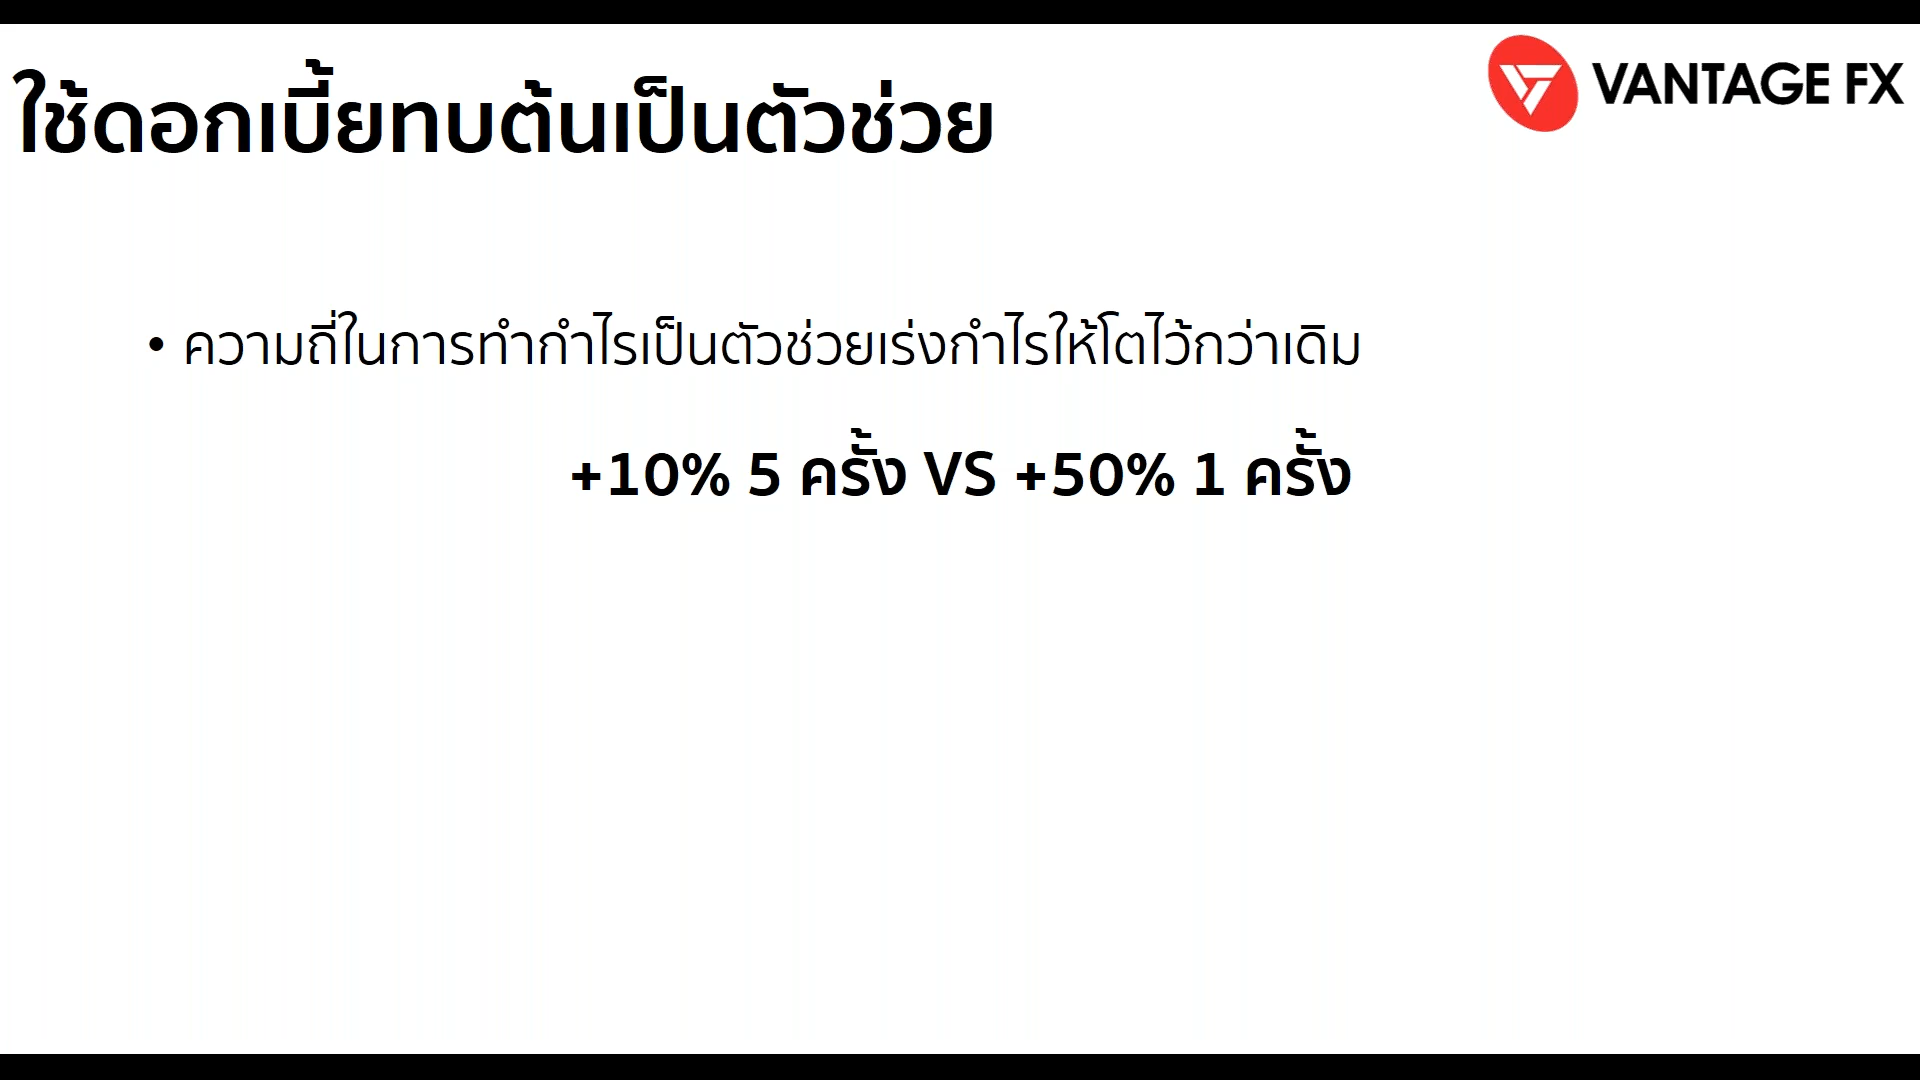 ใช้ดอกเบี้ยทบต้นเป็นตัวช่วย
VANTAGE FX
• ความถี่ในการทำกำไรเป็นตัวช่วยเร่งกำไรให้โตไว้กว่าเดิม
+10% 5 ครั้ง VS +50% 1 ครั้ง